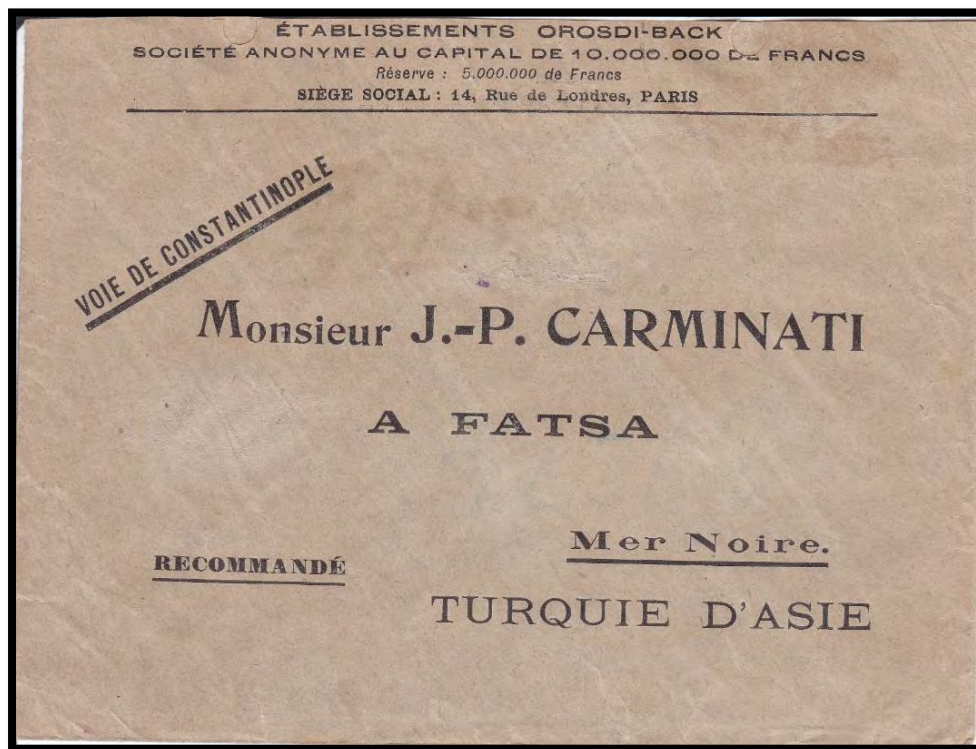 ÉTABLISSEMENTS OROSDI-BACK
SOCIÉTÉ ANONYME AU CAPITAL DE 10.000.000 DE FRANCS
Réserve : 5.000.000 de Francs
SIÈGE SOCIAL : 14, Rue de Londres, PARIS
VOIE DE CONSTANTINOPLE
Monsieur J.-P. CARMINATI
A FATSA
Mer Noire.
RECOMMANDÉ
TURQUIE D'ASIE